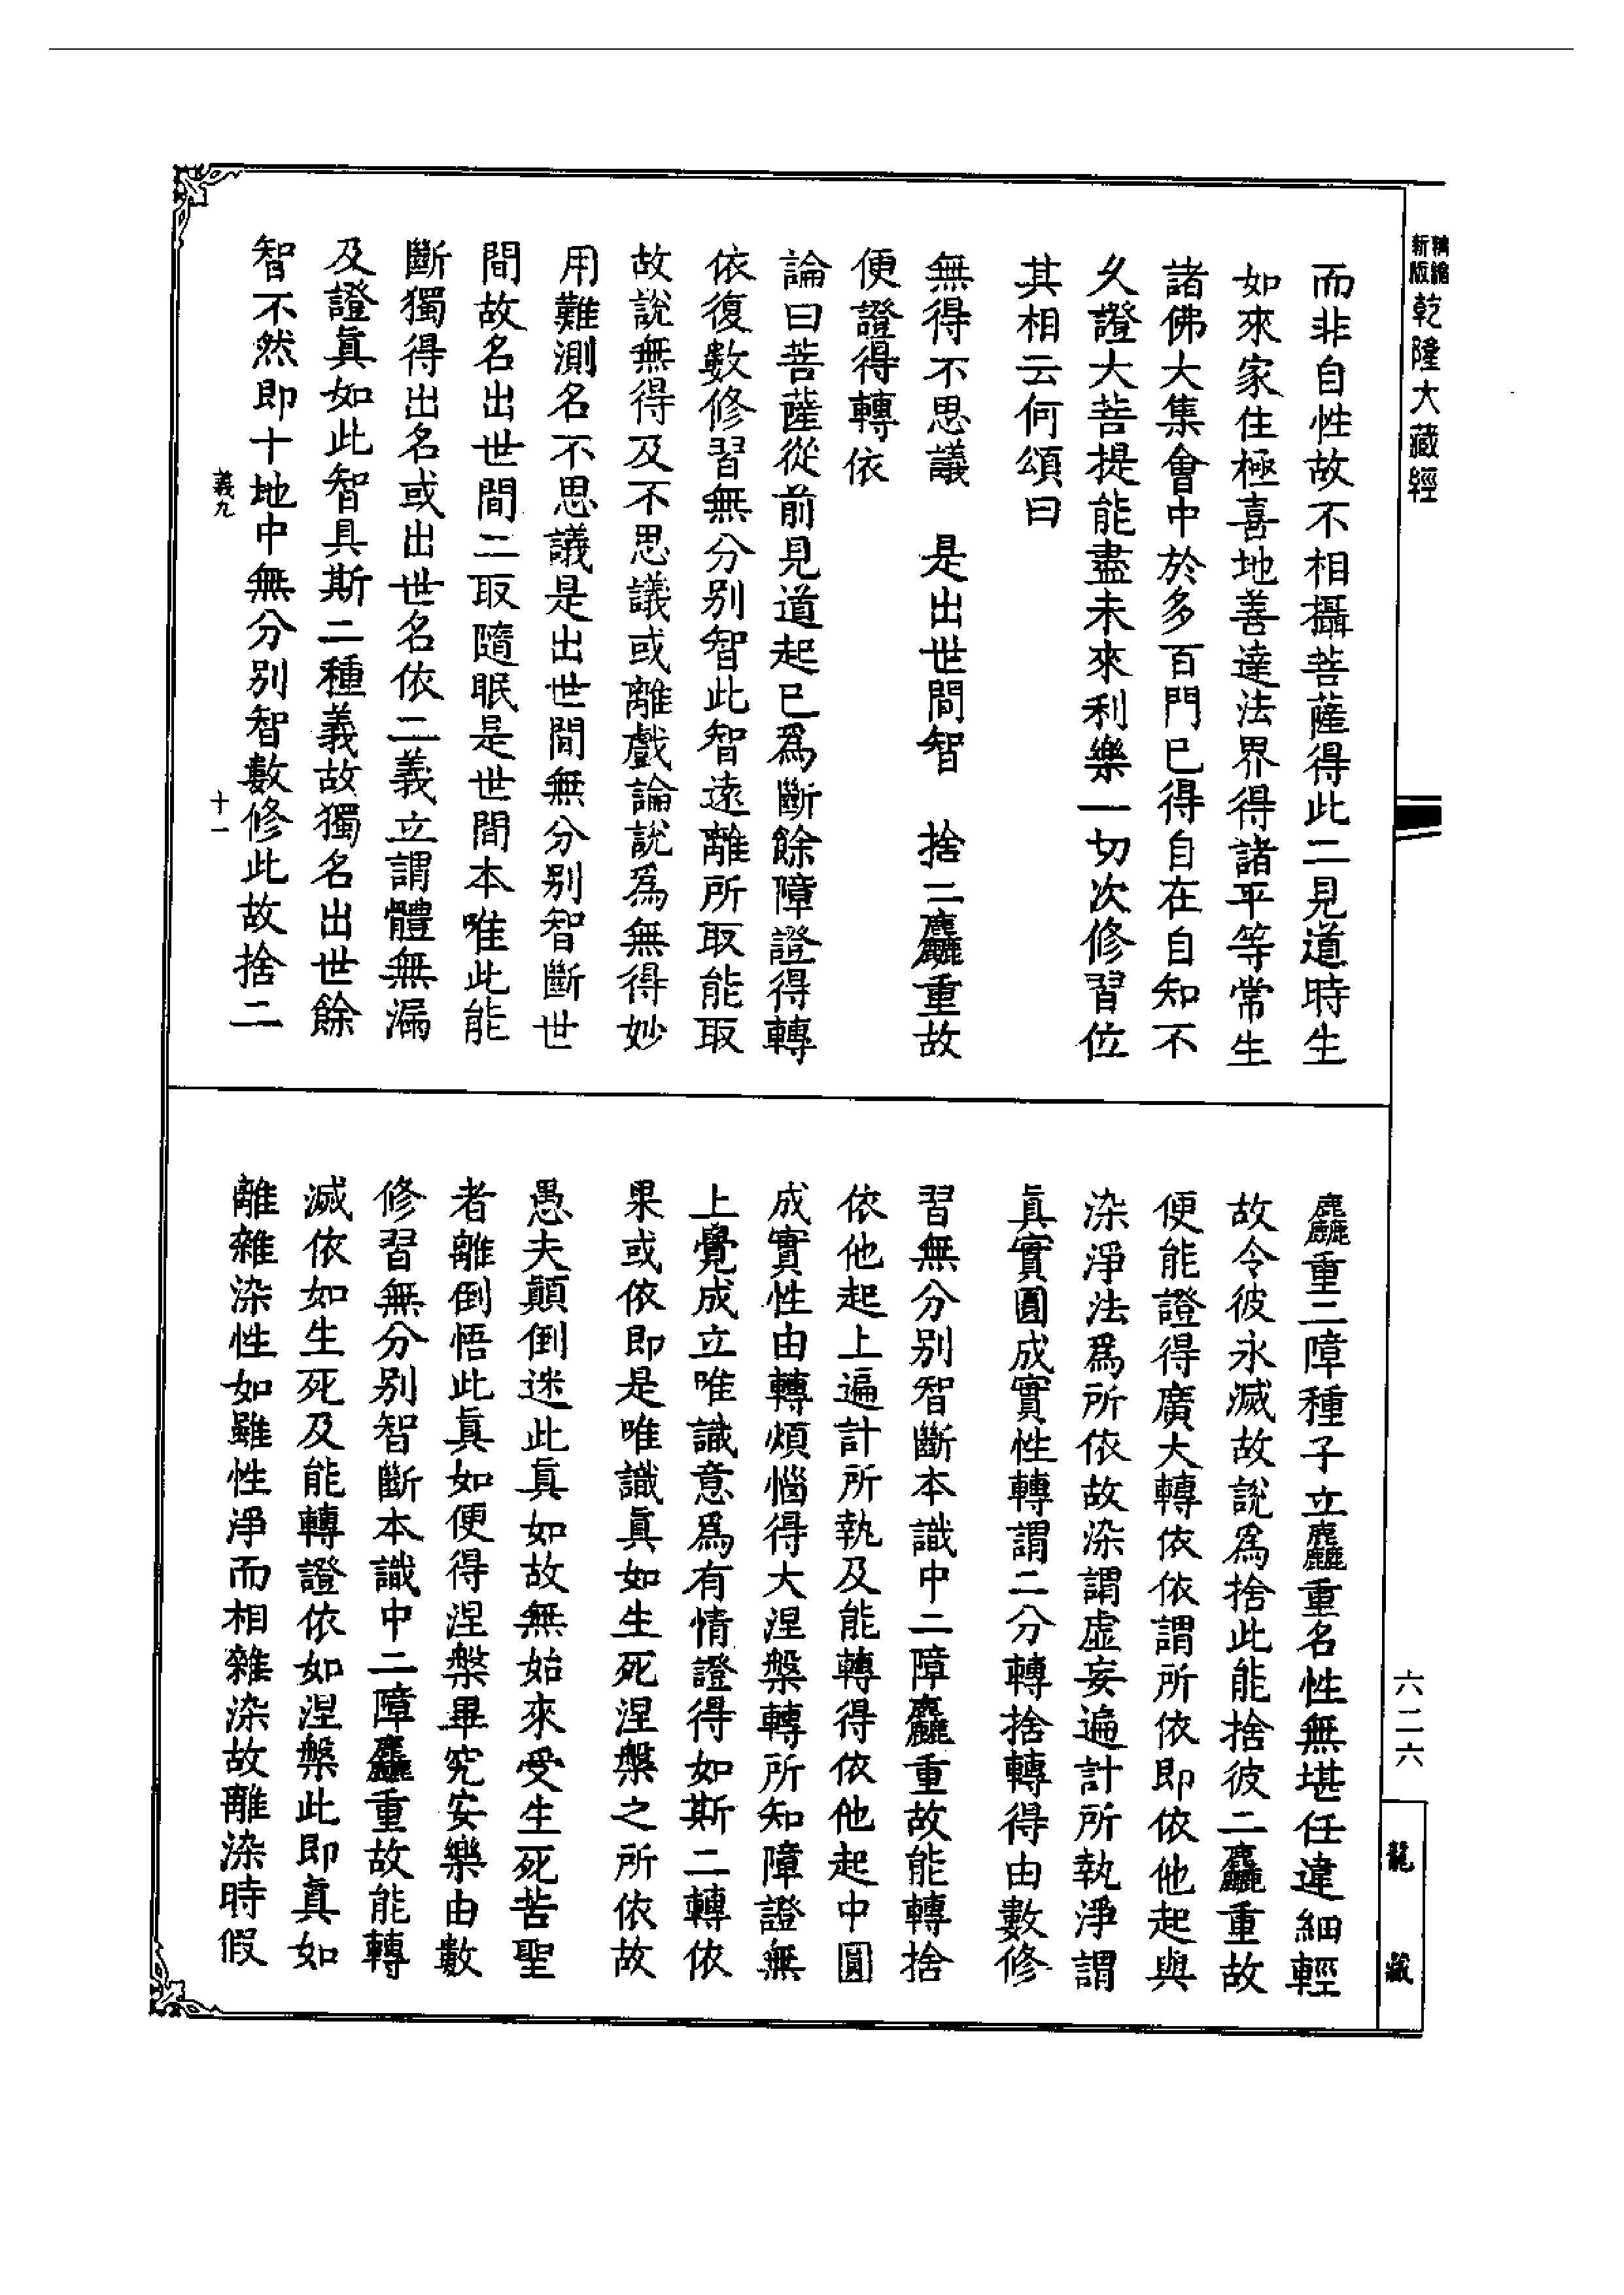 新版
精縮
乾隆大藏經
而非自性故不相攝菩薩得此二見道時生
如來家住極喜地善達法界得諸平等常生
諸佛大集會中於多百門已得自在自知不
久證大菩提能盡未來利樂一切次修習位
其相云何頌曰
無得不思議 是出世間智 捨二麤重故
便證得轉依
論曰菩薩從前見道起已爲斷餘障證得轉
依復數修習無分别智此智遠離所取能取
故說無得及不思議或離戲論說爲無得妙
用難測名不思議是出世間無分别智斷世
間故名出世間二取隨眠是世間本唯此能
斷獨得出名或出世名依二義立謂體無漏
及證眞如此智具斯二種義故獨名出世餘
智不然即十地中無分别智數修此故捨二
義九
十一
麤重二障種子立麤重名性無堪任違細輕
故令彼永滅故說爲捨此能捨彼二麤重故
便能證得廣大轉依依謂所依即依他起與
染淨法爲所依故染謂虛妄遍計所執淨謂
眞實圓成實性轉謂二分轉捨轉得由數修
習無分别智斷本識中二障麤重故能轉捨
依他起上遍計所執及能轉得依他起中圓
成實性由轉煩惱得大涅槃轉所知障證無
上覺成立唯識意爲有情證得如斯二轉依
果或依即是唯識眞如生死涅槃之所依故
愚夫顛倒迷此眞如故無始來受生死苦聖
者離倒悟此眞如便得涅槃畢究安樂由數
修習無分别智斷本識中二障麤重故能轉
滅依如生死及能轉證依如涅槃此即眞如
離雜染性如雖性淨而相雜染故離染時假
六二六
龍藏